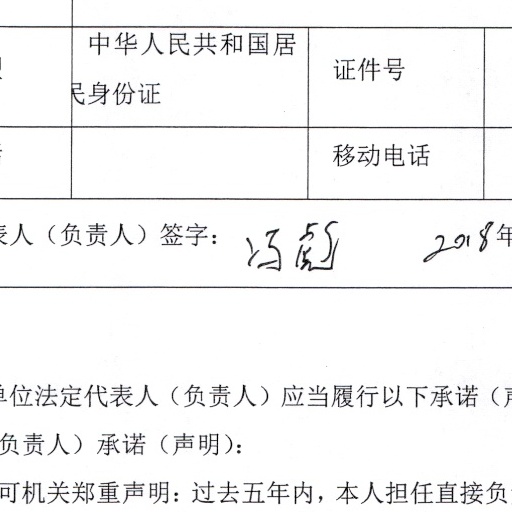 中华人民共和国居
民身份证
证件号
移动电话
表人（负责人）签字： 冯彪 2018年
单位法定代表人（负责人）应当履行以下承诺（声
负责人）承诺（声明）：
可机关郑重声明：过去五年内，本人担任直接负责